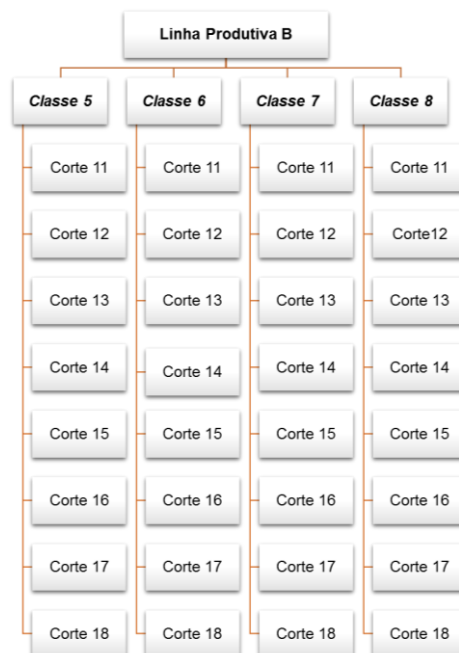 Linha Produtiva B
Classe 5 Classe 6 Classe 7 Classe 8
Corte 11 Corte 11 Corte 11 Corte 11
Corte 12 Corte 12 Corte 12 Corte12
Corte 13 Corte 13 Corte 13 Corte 13
Corte 14 Corte 14 Corte 14 Corte 14
Corte 15 Corte 15 Corte 15 Corte 15
Corte 16 Corte 16 Corte 16 Corte 16
Corte 17 Corte 17 Corte 17 Corte 17
Corte 18 Corte 18 Corte 18 Corte 18